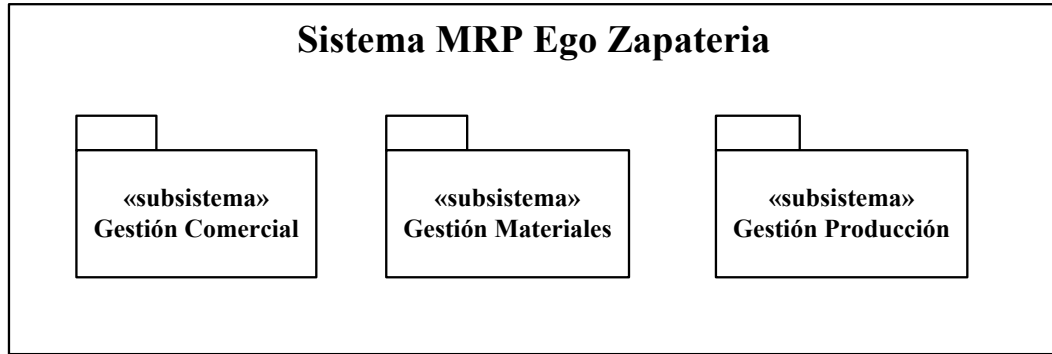 Sistema MRP Ego Zapateria
«subsistema»
Gestión Comercial
«subsistema»
Gestión Materiales
«subsistema»
Gestión Producción